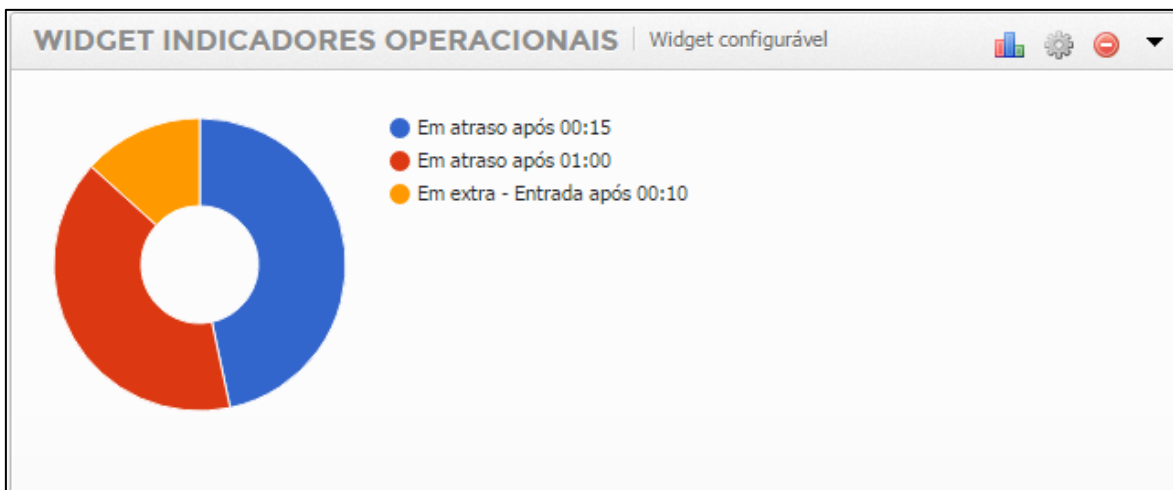 WIDGET INDICADORES OPERACIONAIS Widget configurável
Em atraso após 00:15
Em atraso após 01:00
Em extra - Entrada após 00:10